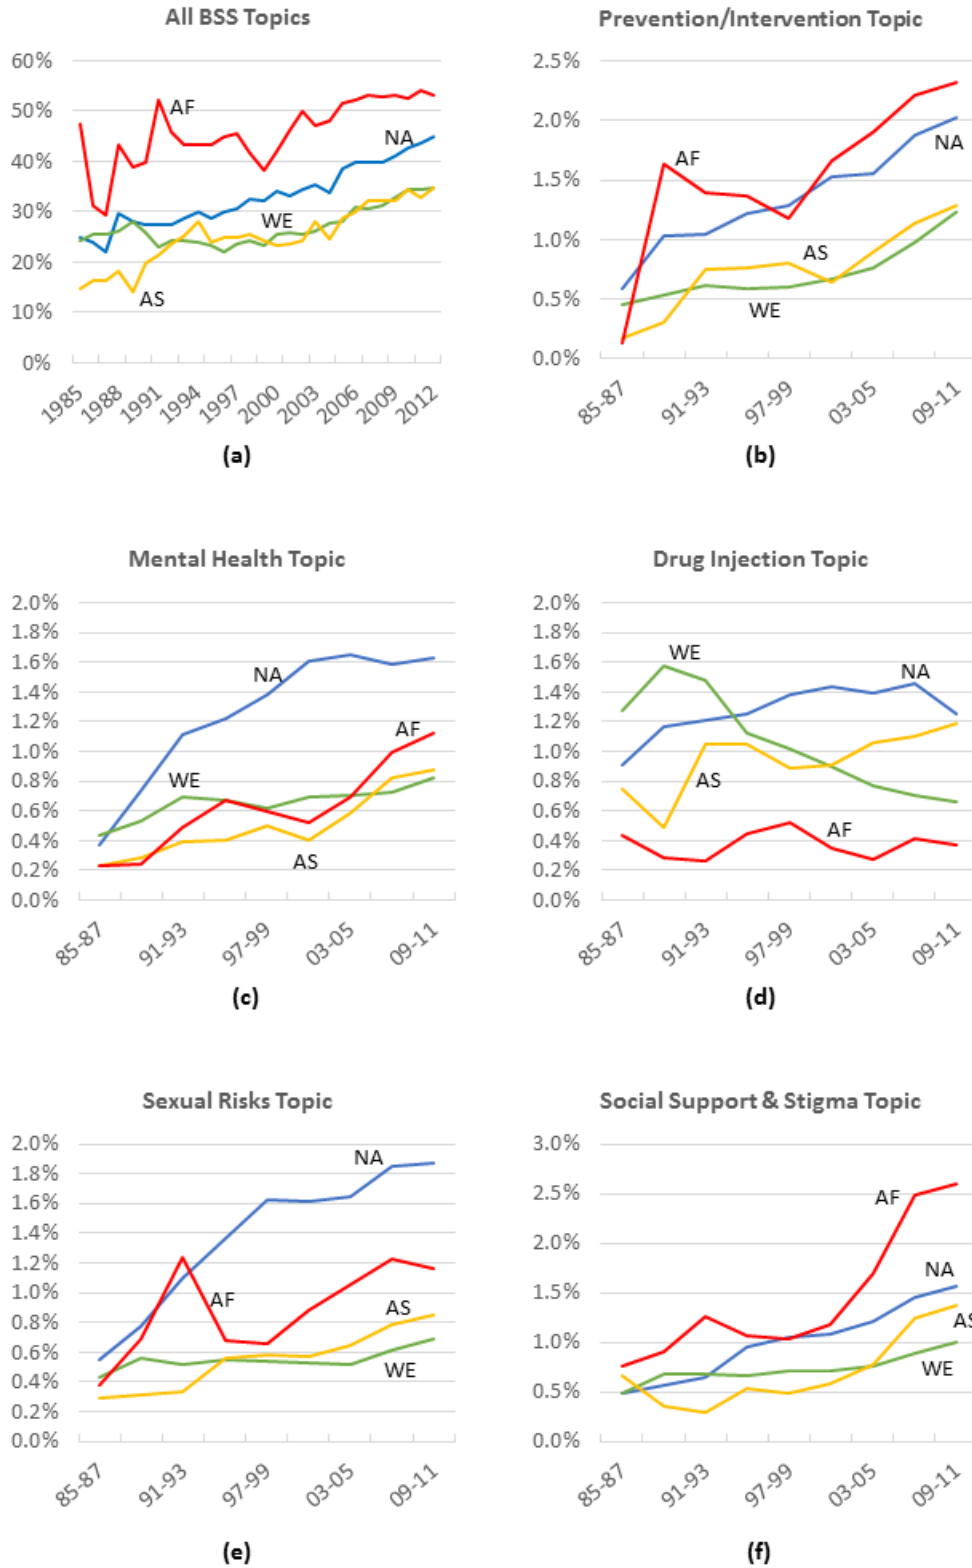 All BSS Topics
60%
50%
40%
30%
20%
10%
0%
AF
NA
WE
AS
1985
1988
1991
1994
1997
2000
2003
2006
2009
2012
(a)
Prevention/Intervention Topic
2.5%
2.0%
1.5%
1.0%
0.5%
0.0%
AF
NA
AS
WE
85-87
91-93
97-99
03-05
09-11
(b)
Mental Health Topic
2.0%
1.8%
1.6%
1.4%
1.2%
1.0%
0.8%
0.6%
0.4%
0.2%
0.0%
NA
AF
WE
AS
85-87
91-93
97-99
03-05
09-11
(c)
Drug Injection Topic
2.0%
1.8%
1.6%
1.4%
1.2%
1.0%
0.8%
0.6%
0.4%
0.2%
0.0%
WE
NA
AS
AF
85-87
91-93
97-99
03-05
09-11
(d)
Sexual Risks Topic
2.0%
1.8%
1.6%
1.4%
1.2%
1.0%
0.8%
0.6%
0.4%
0.2%
0.0%
NA
AF
AS
WE
85-87
91-93
97-99
03-05
09-11
(e)
Social Support & Stigma Topic
3.0%
2.5%
2.0%
1.5%
1.0%
0.5%
0.0%
AF
NA
AS
WE
85-87
91-93
97-99
03-05
09-11
(f)